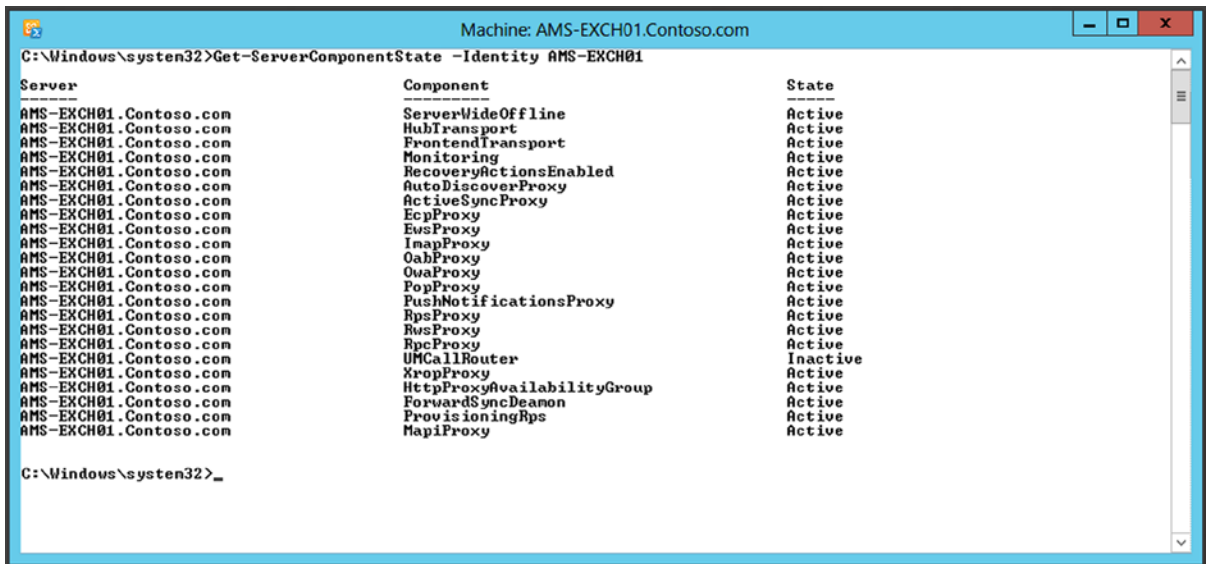 Machine: AMS-EXCH01.Contoso.com
C:\Windows\system32>Get-ServerComponentState -Identity AMS-EXCH01
Server Component State
------ --------- -----
AMS-EXCH01.Contoso.com ServerWideOffline Active
AMS-EXCH01.Contoso.com HubTransport Active
AMS-EXCH01.Contoso.com FrontendTransport Active
AMS-EXCH01.Contoso.com Monitoring Active
AMS-EXCH01.Contoso.com RecoveryActionsEnabled Active
AMS-EXCH01.Contoso.com AutoDiscoverProxy Active
AMS-EXCH01.Contoso.com ActiveSyncProxy Active
AMS-EXCH01.Contoso.com EcpProxy Active
AMS-EXCH01.Contoso.com EwsProxy Active
AMS-EXCH01.Contoso.com ImapProxy Active
AMS-EXCH01.Contoso.com OabProxy Active
AMS-EXCH01.Contoso.com OwaProxy Active
AMS-EXCH01.Contoso.com PopProxy Active
AMS-EXCH01.Contoso.com PushNotificationsProxy Active
AMS-EXCH01.Contoso.com RpsProxy Active
AMS-EXCH01.Contoso.com RwsProxy Active
AMS-EXCH01.Contoso.com RpcProxy Active
AMS-EXCH01.Contoso.com UMCallRouter Inactive
AMS-EXCH01.Contoso.com XropProxy Active
AMS-EXCH01.Contoso.com HttpProxyAvailabilityGroup Active
AMS-EXCH01.Contoso.com ForwardSyncDeamon Active
AMS-EXCH01.Contoso.com ProvisioningRps Active
AMS-EXCH01.Contoso.com MapiProxy Active
C:\Windows\system32>_